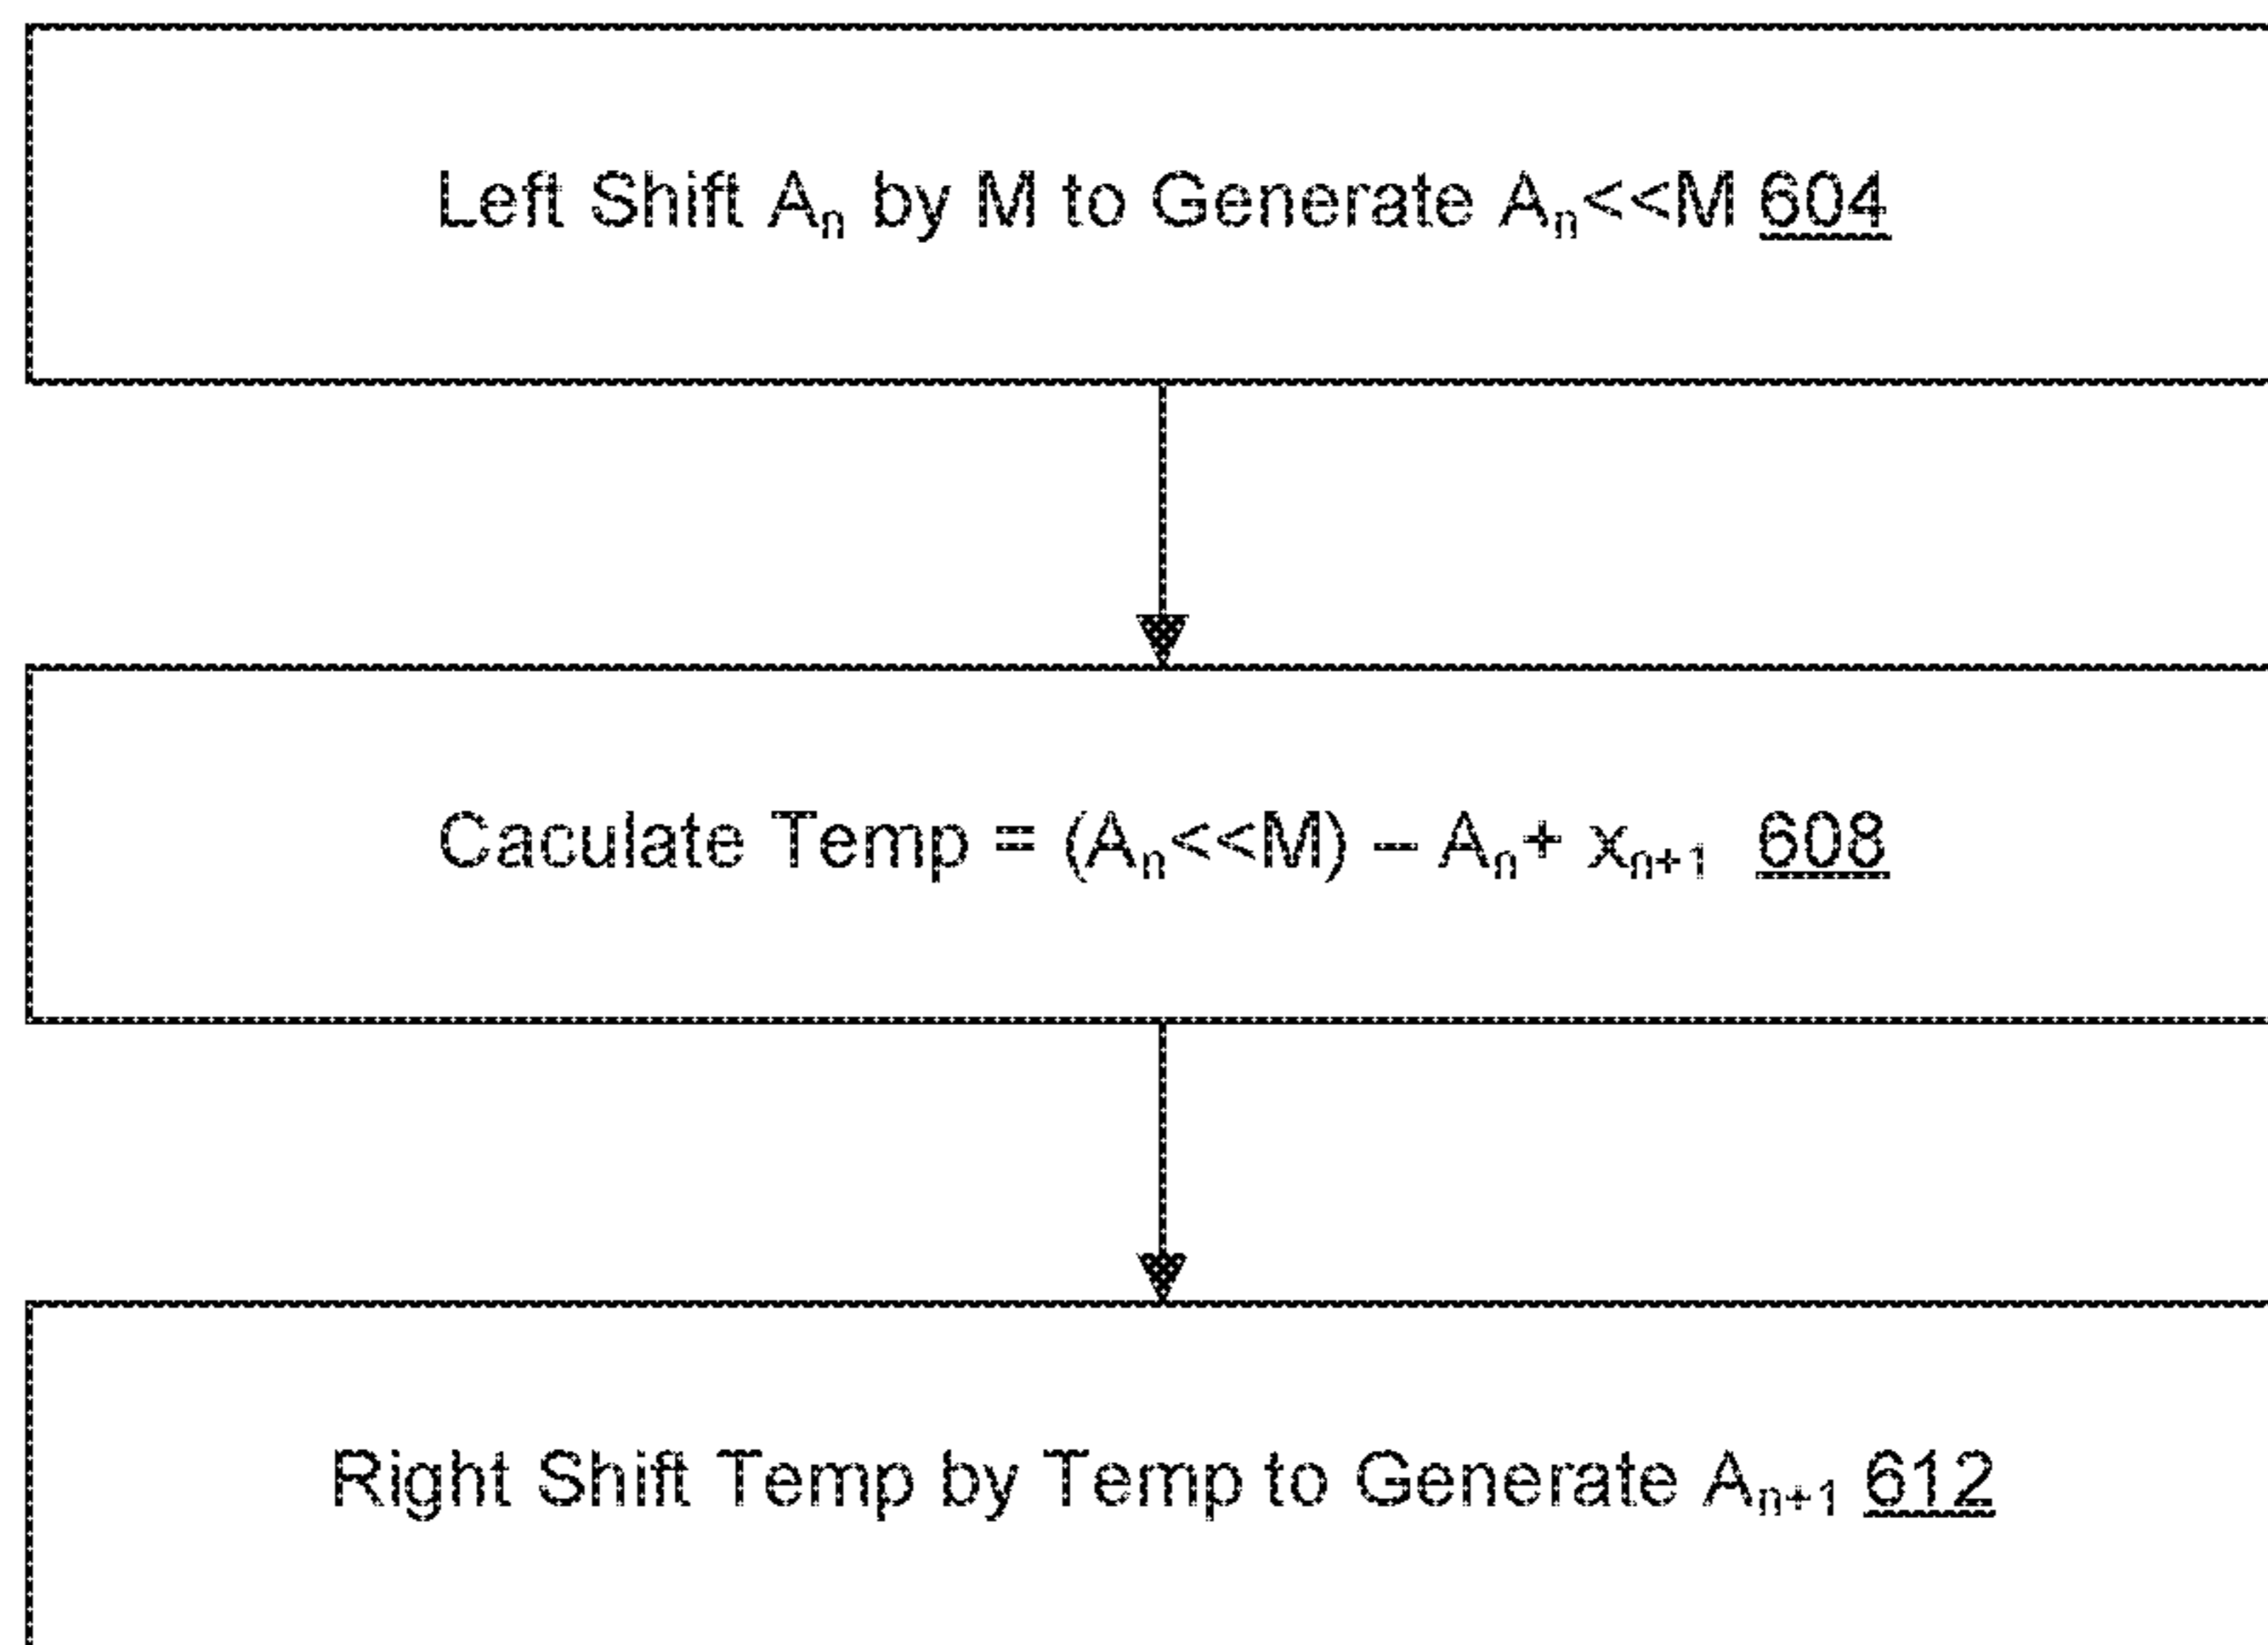 Left Shift Aₙ by M to Generate Aₙ<<M 604
Caculate Temp = (Aₙ<<M) – Aₙ+ xₙ₊₁ 608
Right Shift Temp by Temp to Generate Aₙ₊₁ 612